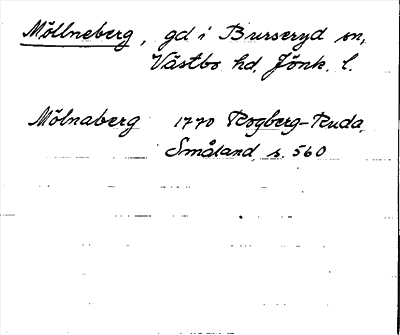 Möllneberg, gd i Burseryd sn,
Västbo hd, Jönk. l.
Mölnaberg 1770 Rogberg-Ruda,
Småland, s. 560